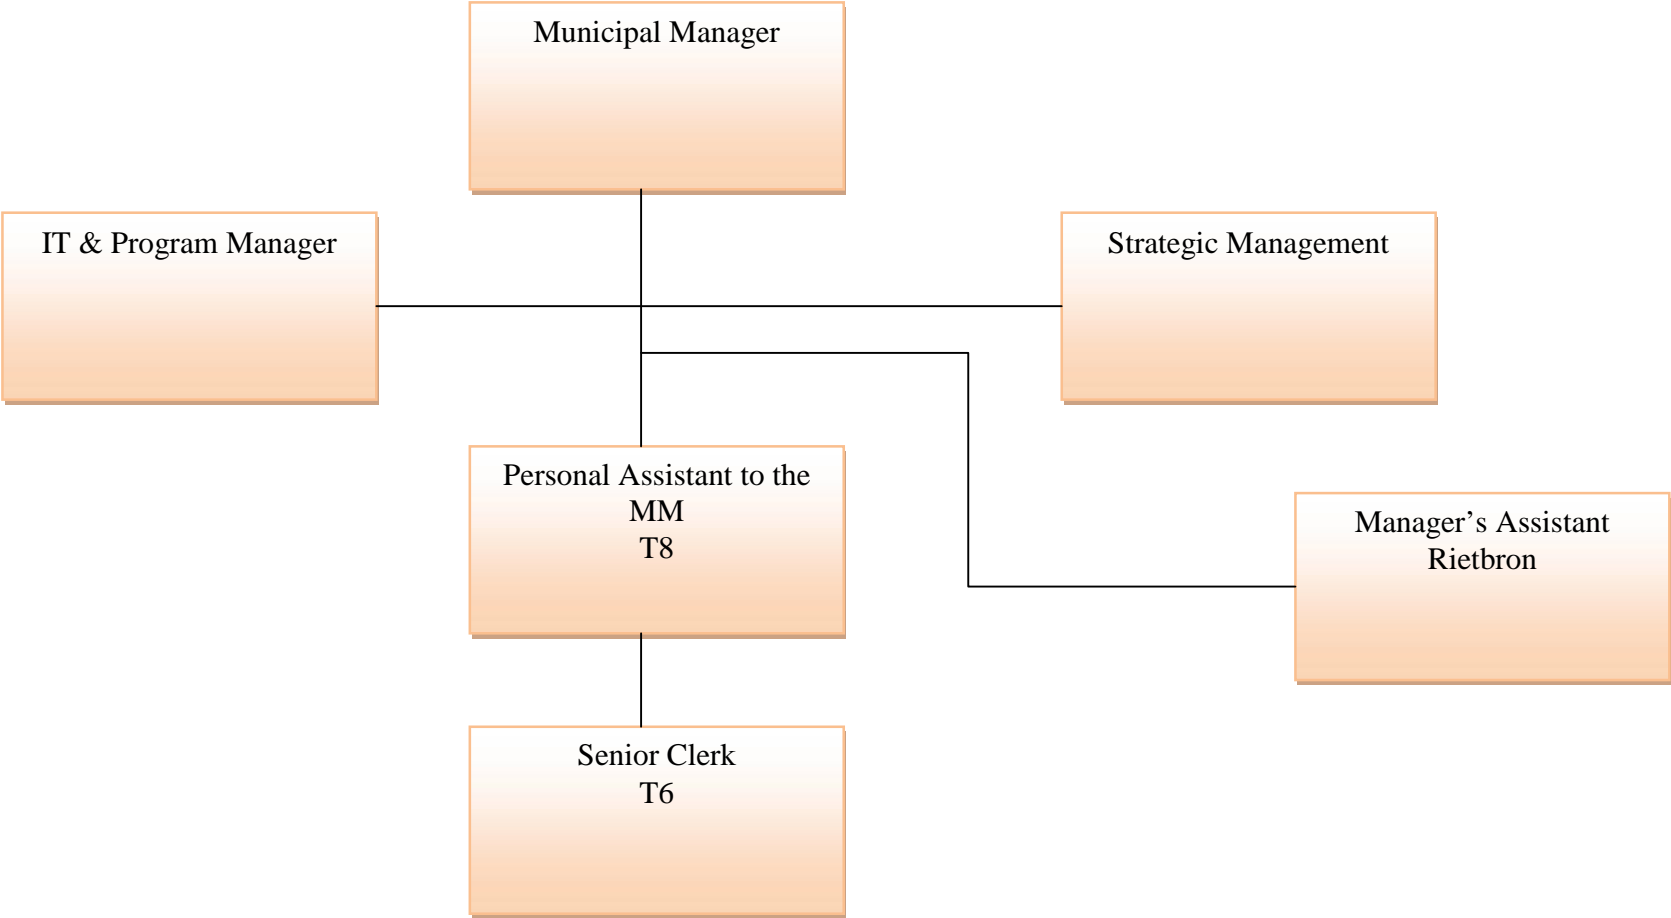 Municipal Manager
IT & Program Manager
Strategic Management
Personal Assistant to the
MM
T8
Manager’s Assistant
Rietbron
Senior Clerk
T6